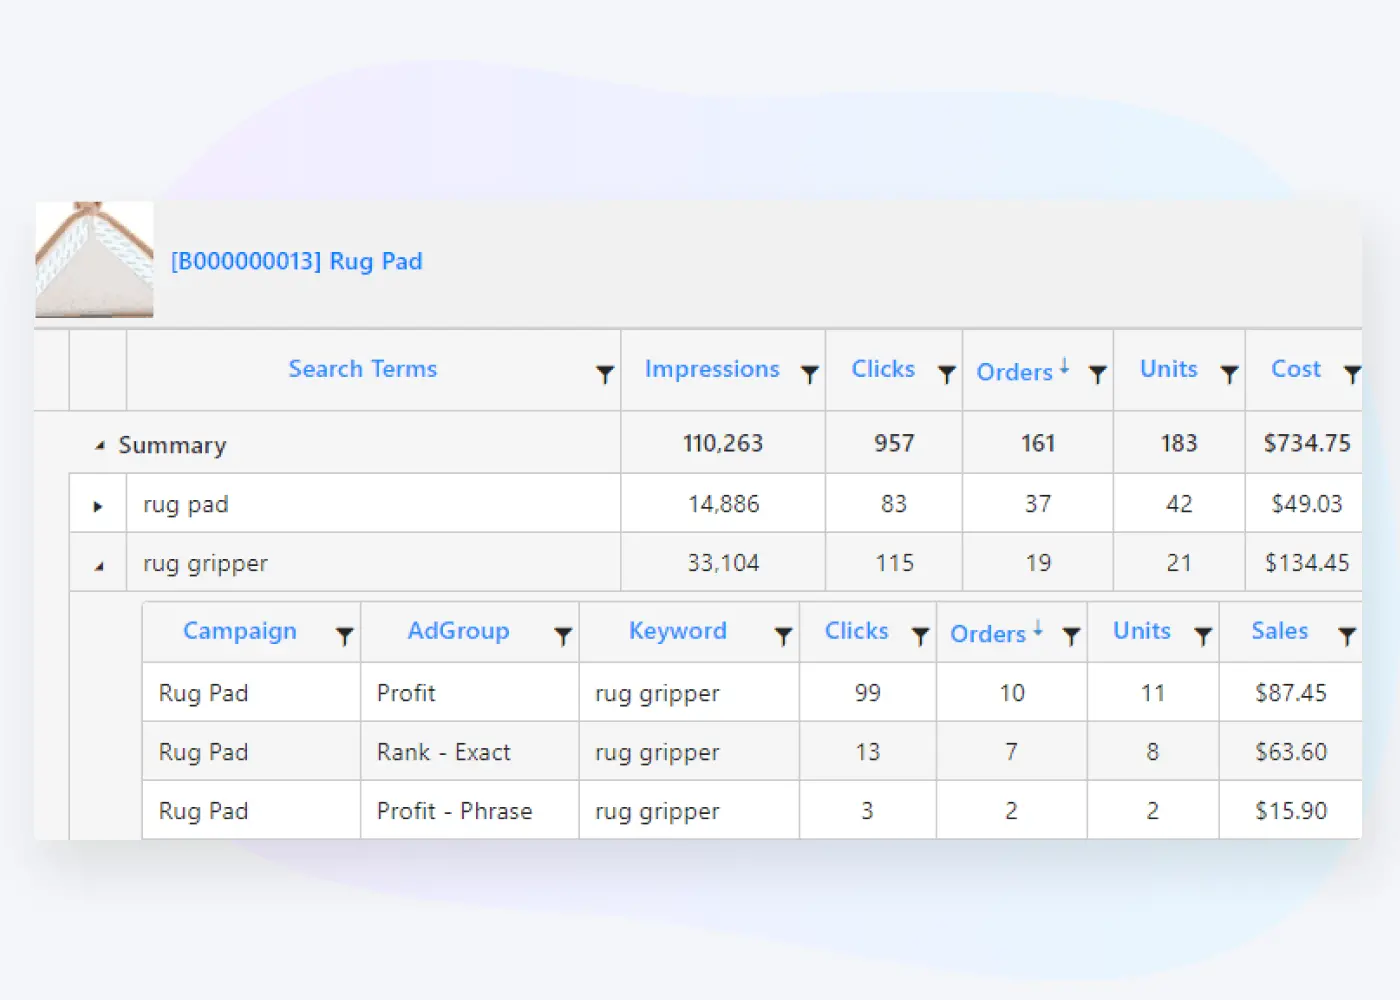 [B000000013] Rug Pad
Search Terms Impressions Clicks Orders↓ Units Cost
Summary 110,263 957 161 183 $734.75
rug pad 14,886 83 37 42 $49.03
rug gripper 33,104 115 19 21 $134.45
Campaign AdGroup Keyword Clicks Orders↓ Units Sales
Rug Pad Profit rug gripper 99 10 11 $87.45
Rug Pad Rank - Exact rug gripper 13 7 8 $63.60
Rug Pad Profit - Phrase rug gripper 3 2 2 $15.90